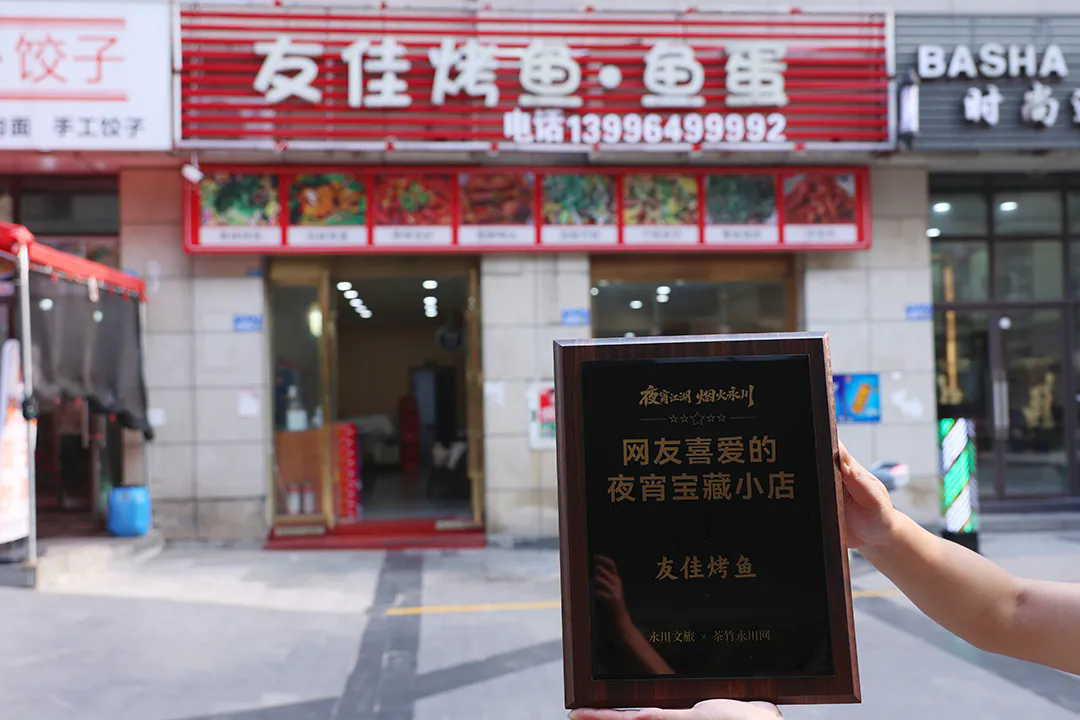 饺子
手工饺子
友佳烤鱼·鱼蛋
电话13996499992
BASHA
时尚
夜宵江湖 烟火永川
网友喜爱的
夜宵宝藏小店
友佳烤鱼
永川文旅 × 茶竹永川网